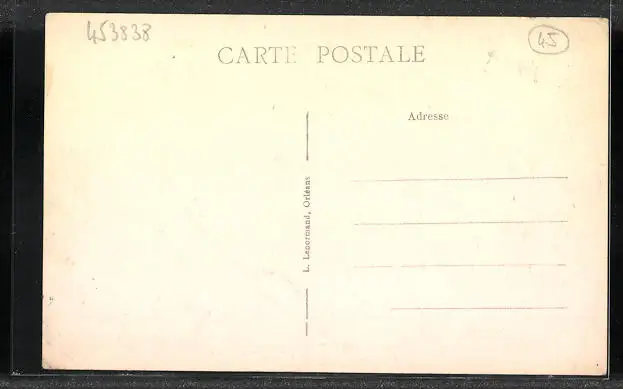 453838
45
CARTE POSTALE
Adresse
L. Lenormand, Orléans